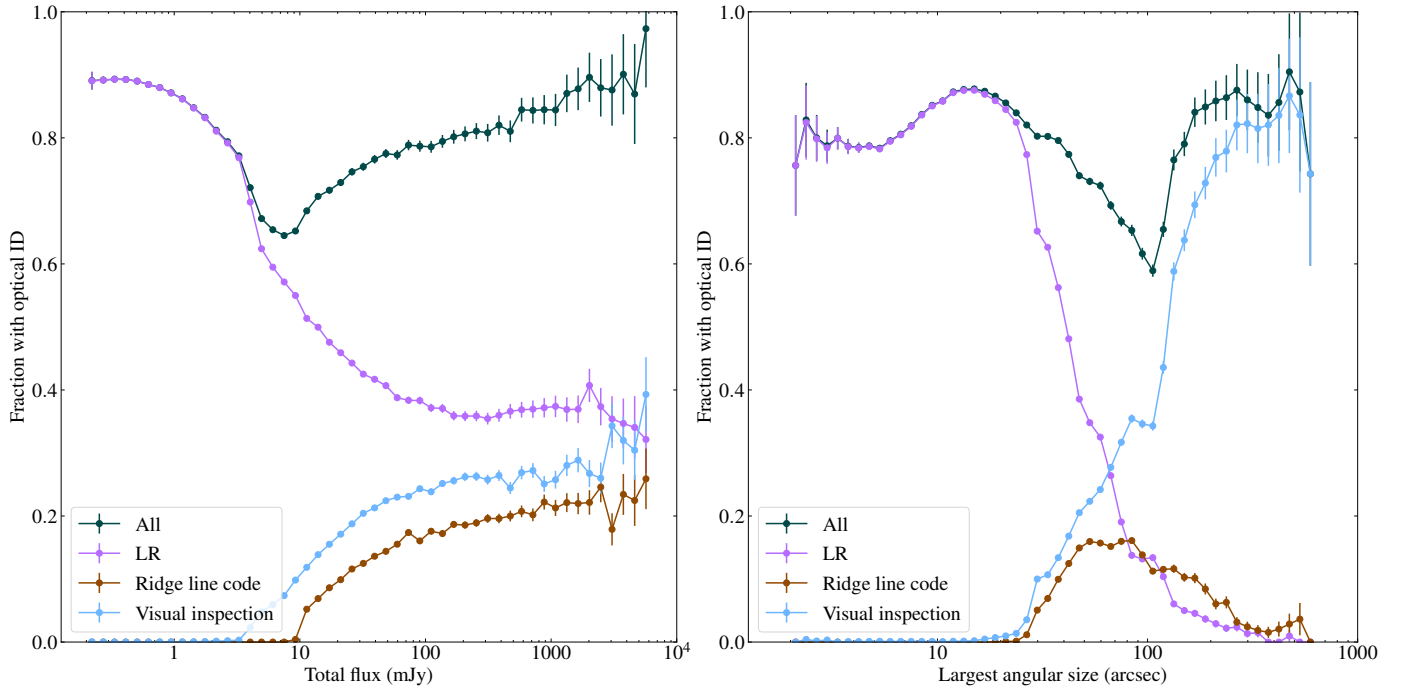 1.0
0.8
0.6
0.4
0.2
0.0
Fraction with optical ID
All
LR
Ridge line code
Visual inspection
1
10
100
1000
10^4
Total flux (mJy)
1.0
0.8
0.6
0.4
0.2
0.0
Fraction with optical ID
All
LR
Ridge line code
Visual inspection
10
100
1000
Largest angular size (arcsec)